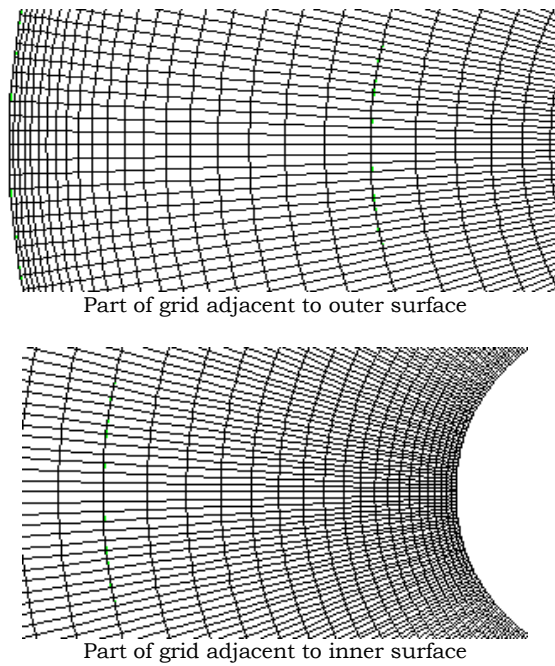 Part of grid adjacent to outer surface
Part of grid adjacent to inner surface